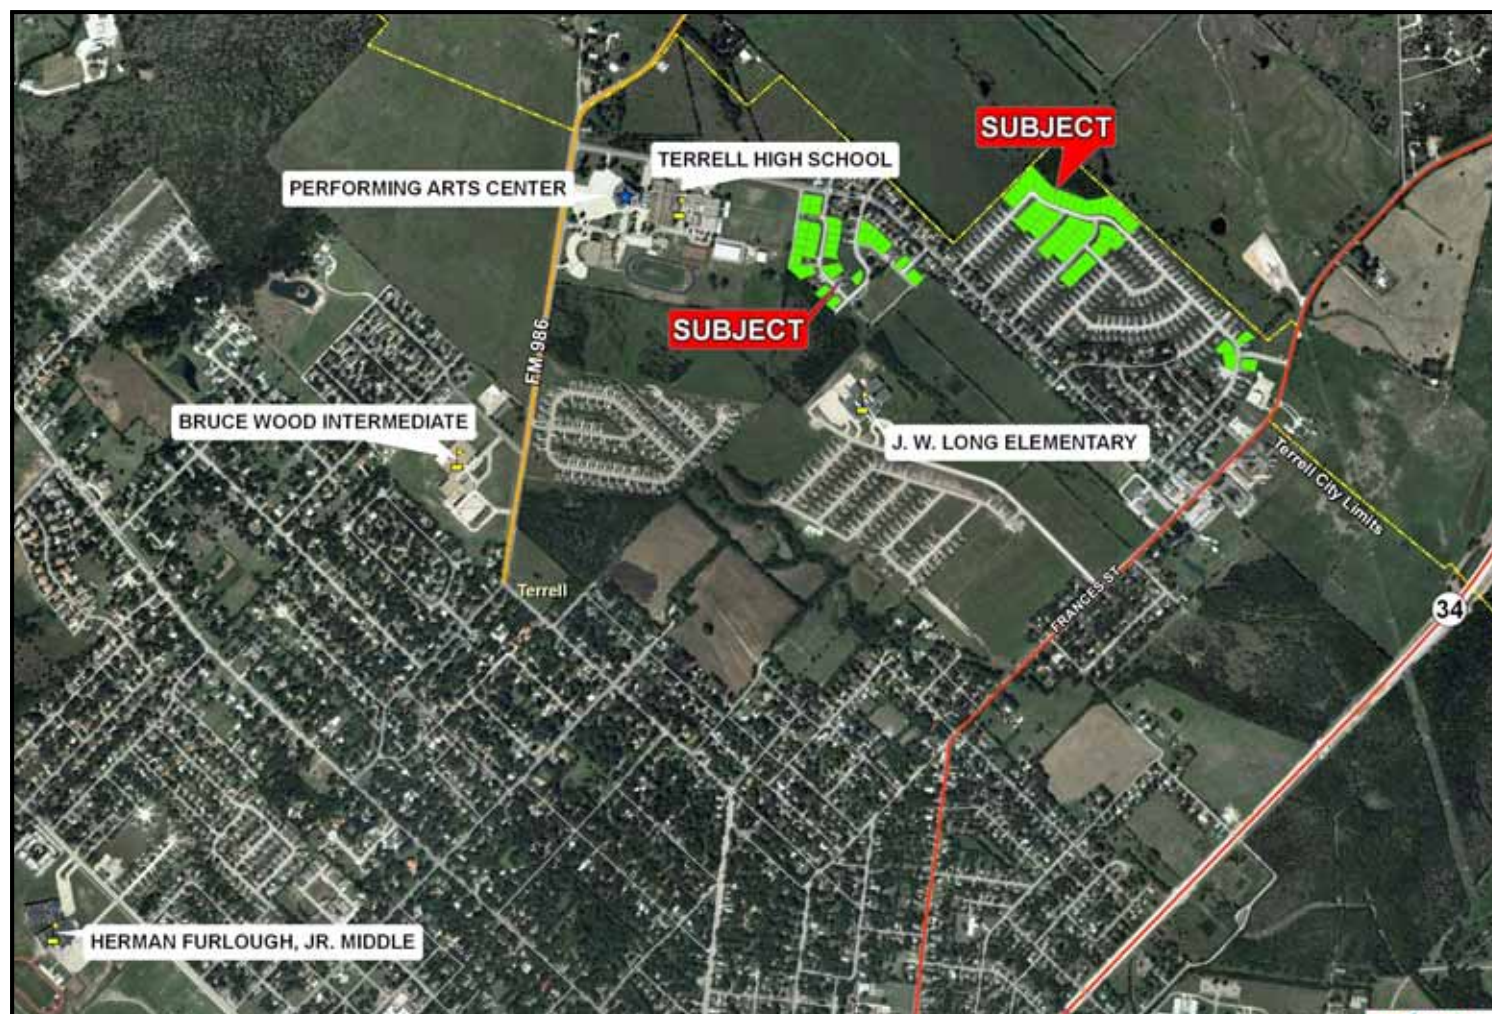 SUBJECT
TERRELL HIGH SCHOOL
PERFORMING ARTS CENTER
SUBJECT
FM 986
BRUCE WOOD INTERMEDIATE
J. W. LONG ELEMENTARY
Terrell City Limits
Terrell
FRANCES ST
34
HERMAN FURLOUGH, JR. MIDDLE